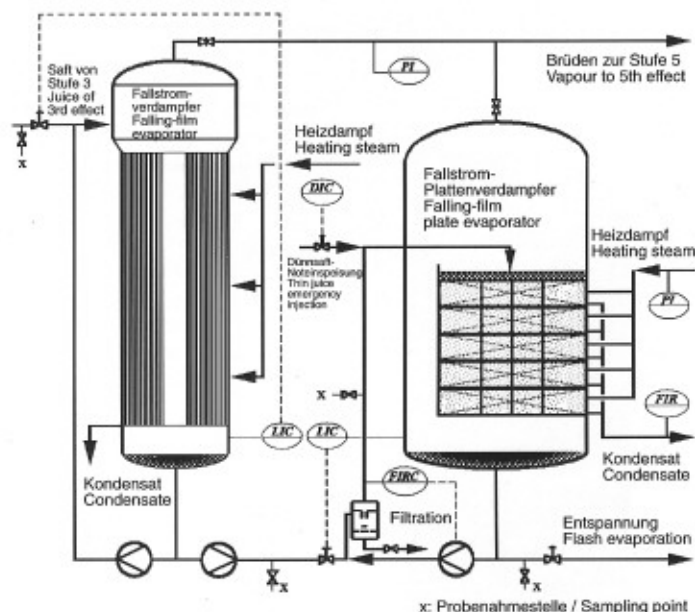 Saft von
Stufe 3
Juice of
3rd effect
Fallstrom-
verdampfer
Falling-film
evaporator
PI
Brüden zur Stufe 5
Vapour to 5th effect
x
Heizdampf
Heating steam
DIC
Fallstrom-
Plattenverdampfer
Falling-film
plate evaporator
Heizdampf
Heating steam
PI
Dünnsaft-
Noteinspeisung
Thin juice
emergency
injection
x
FIR
LIC
LIC
Kondensat
Condensate
Kondensat
Condensate
FIRC
Filtration
Entspannung
Flash evaporation
x
x
x: Probenahmestelle / Sampling point